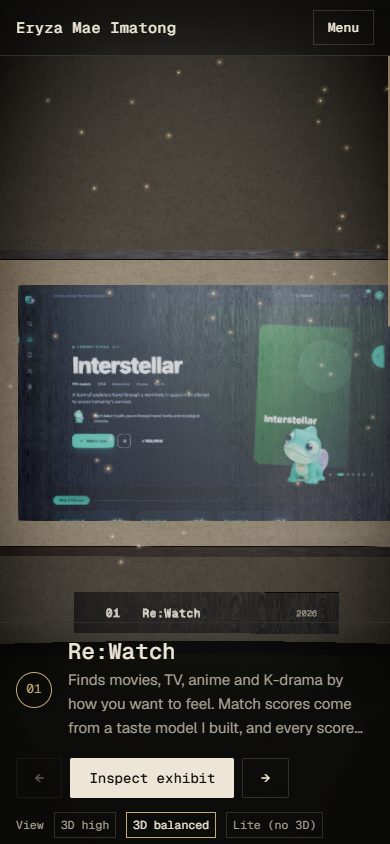 Eryza Mae Imatong
Menu
Interstellar
Interstellar
01 Re:Watch 2026
Re:Watch
01
Finds movies, TV, anime and K-drama by
how you want to feel. Match scores come
from a taste model I built, and every score…
←
Inspect exhibit
→
View
3D high
3D balanced
Lite (no 3D)